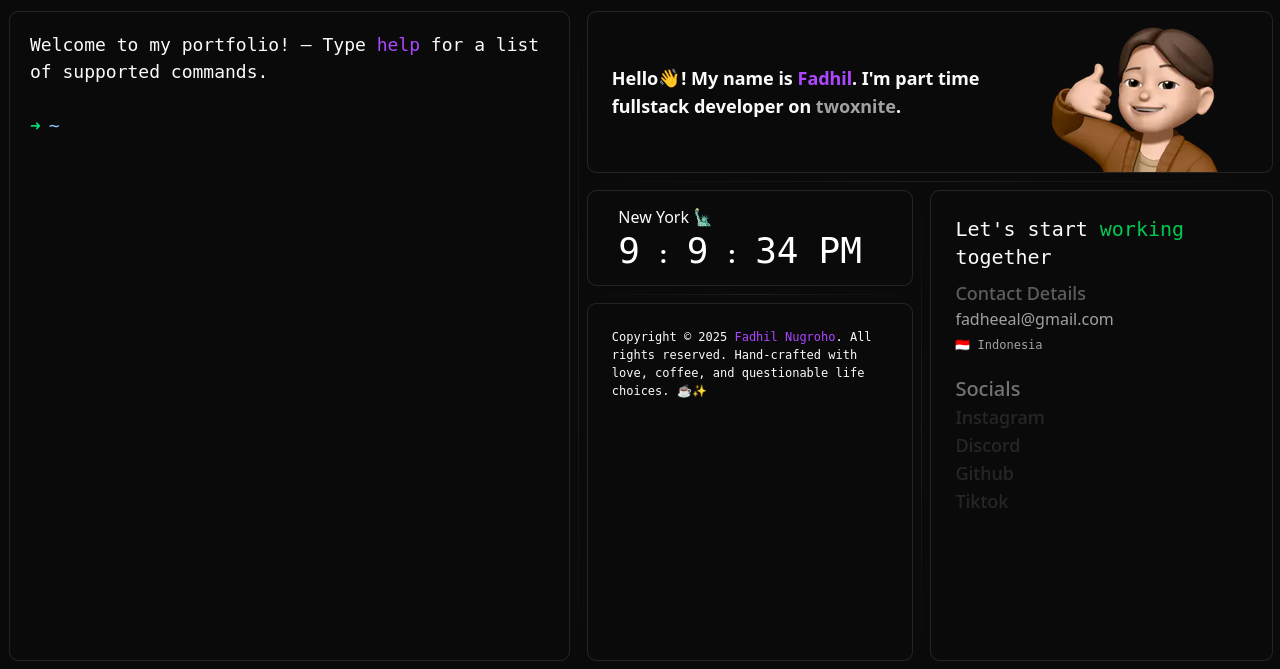 Welcome to my portfolio! — Type help for a list
of supported commands.
➜ ~
Hello👋! My name is Fadhil. I'm part time
fullstack developer on twoxnite.
New York 🗽
9 : 9 : 34 PM
Copyright © 2025 Fadhil Nugroho. All
rights reserved. Hand-crafted with
love, coffee, and questionable life
choices. ☕✨
Let's start working
together
Contact Details
fadheeal@gmail.com
🇮🇩 Indonesia
Socials
Instagram
Discord
Github
Tiktok